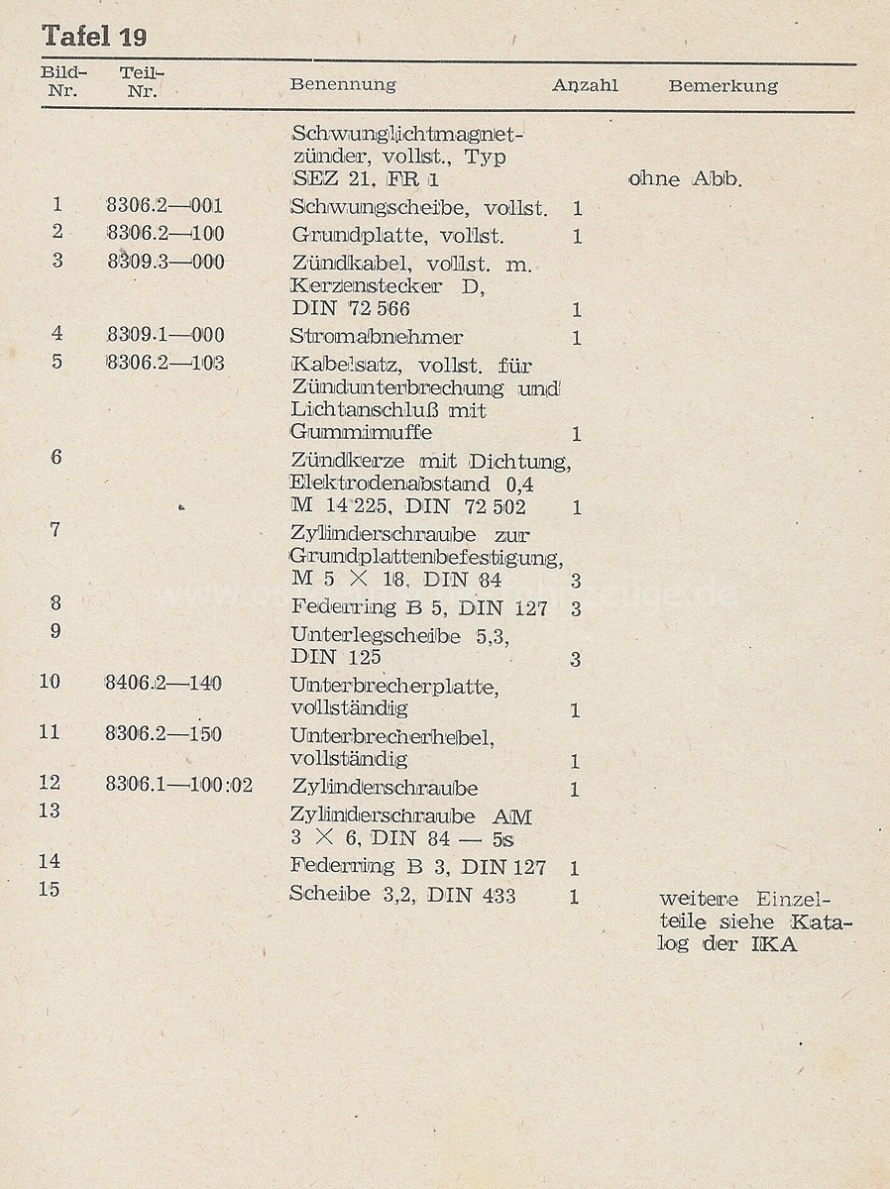 Tafel 19
Bild-Nr. Teil-Nr. Benennung Anzahl Bemerkung
Schwunglichtmagnet-
zünder, vollst., Typ
SEZ 21, FR 1 ohne Abb.
1 8306.2—001 Schwungscheibe, vollst. 1
2 8306.2—100 Grundplatte, vollst. 1
3 8309.3—000 Zündkabel, vollst. m.
Kerzenstecker D,
DIN 72 566 1
4 8309.1—000 Stromabnehmer 1
5 8306.2—103 Kabelsatz, vollst. für
Zündunterbrechung und
Lichtanschluß mit
Gummimuffe 1
6 Zündkerze mit Dichtung,
Elektrodenabstand 0,4
M 14 225, DIN 72 502 1
7 Zylinderschraube zur
Grundplattenbefestigung,
M 5 × 18, DIN 84 3
8 Federring B 5, DIN 127 3
9 Unterlegscheibe 5,3,
DIN 125 3
10 8406.2—140 Unterbrecherplatte,
vollständig 1
11 8306.2—150 Unterbrecherhebel,
vollständig 1
12 8306.1—100:02 Zylinderschraube 1
13 Zylinderschraube AM
3 × 6, DIN 84 — 5s
14 Federring B 3, DIN 127 1
15 Scheibe 3,2, DIN 433 1 weitere Einzel-
teile siehe Kata-
log der IKA